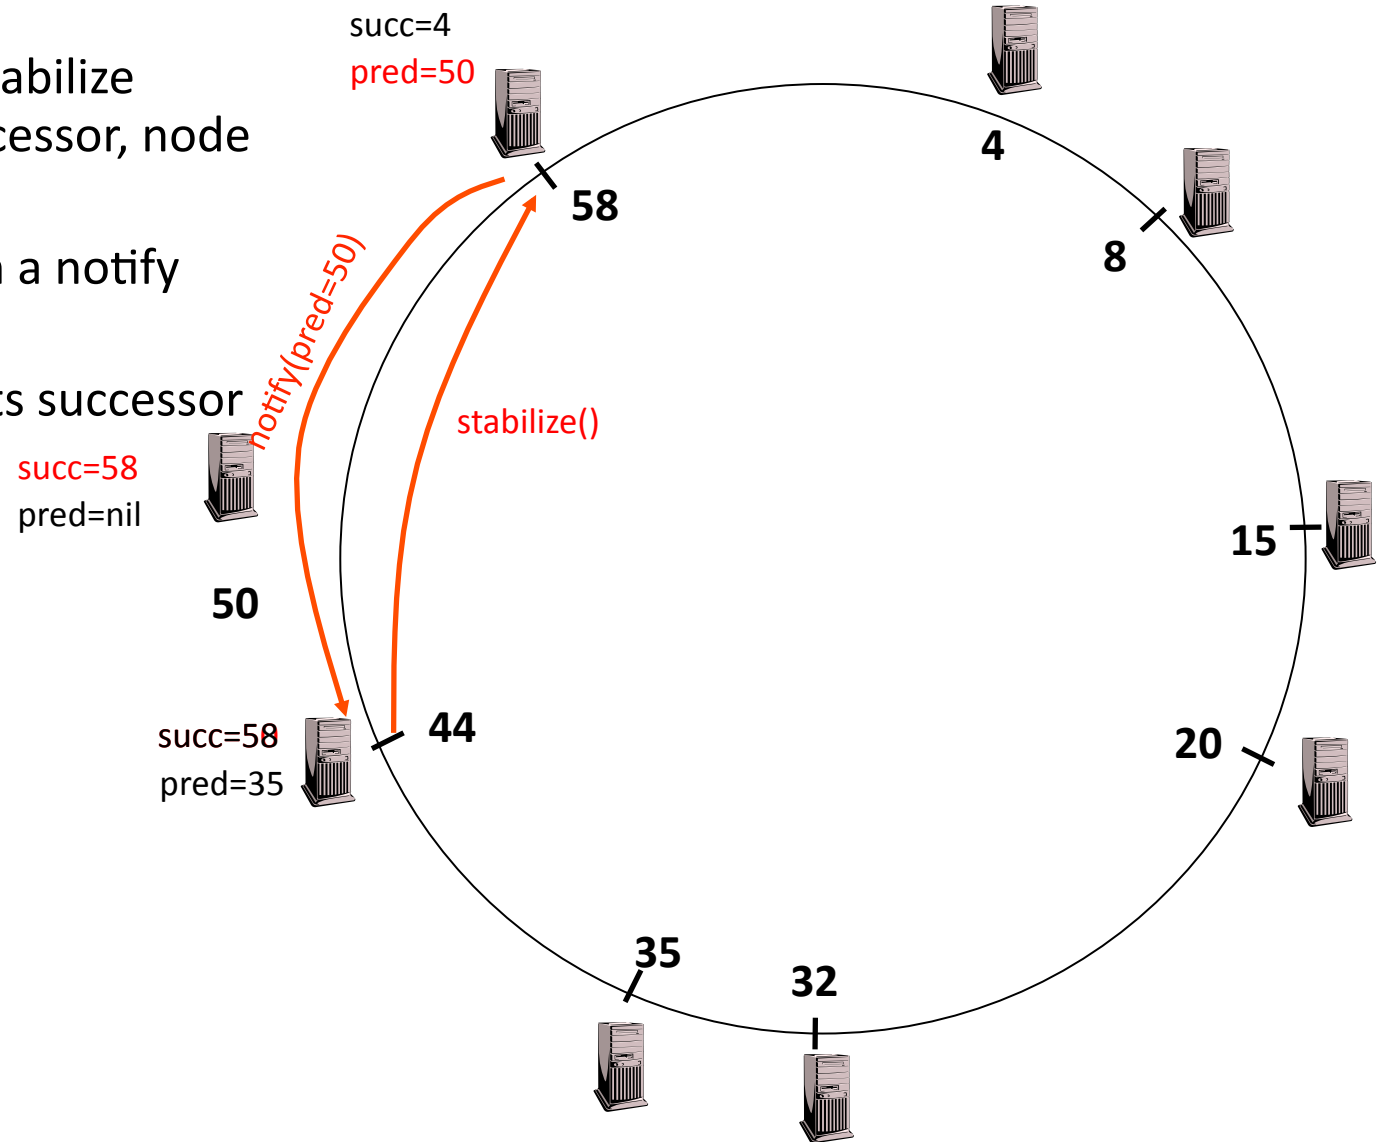 succ=4
pred=50
abilize
cessor, node
a notify
ts successor
notify(pred=50)
stabilize()
succ=58
pred=nil
50
succ=58
pred=35
44
58
4
8
15
20
32
35